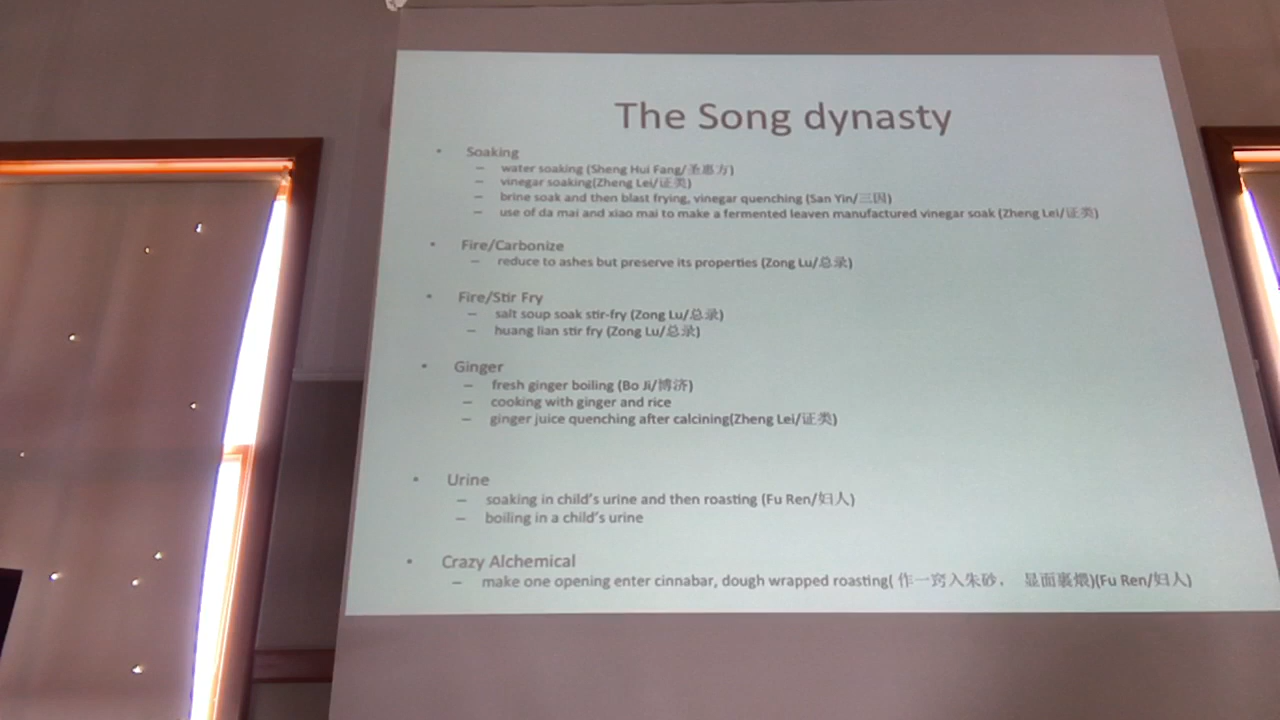 The Song dynasty
• Soaking
– water soaking (Sheng Hui Fang/圣惠方)
– vinegar soaking(Zheng Lei/证类)
– brine soak and then blast frying, vinegar quenching (San Yin/三因)
– use of da mai and xiao mai to make a fermented leaven manufactured vinegar soak (Zheng Lei/证类)
• Fire/Carbonize
– reduce to ashes but preserve its properties (Zong Lu/总录)
• Fire/Stir Fry
– salt soup soak stir-fry (Zong Lu/总录)
– huang lian stir fry (Zong Lu/总录)
• Ginger
– fresh ginger boiling (Bo Ji/博济)
– cooking with ginger and rice
– ginger juice quenching after calcining(Zheng Lei/证类)
• Urine
– soaking in child's urine and then roasting (Fu Ren/妇人)
– boiling in a child's urine
• Crazy Alchemical
– make one opening enter cinnabar, dough wrapped roasting( 作一窍入朱砂， 显面裹煨)(Fu Ren/妇人)